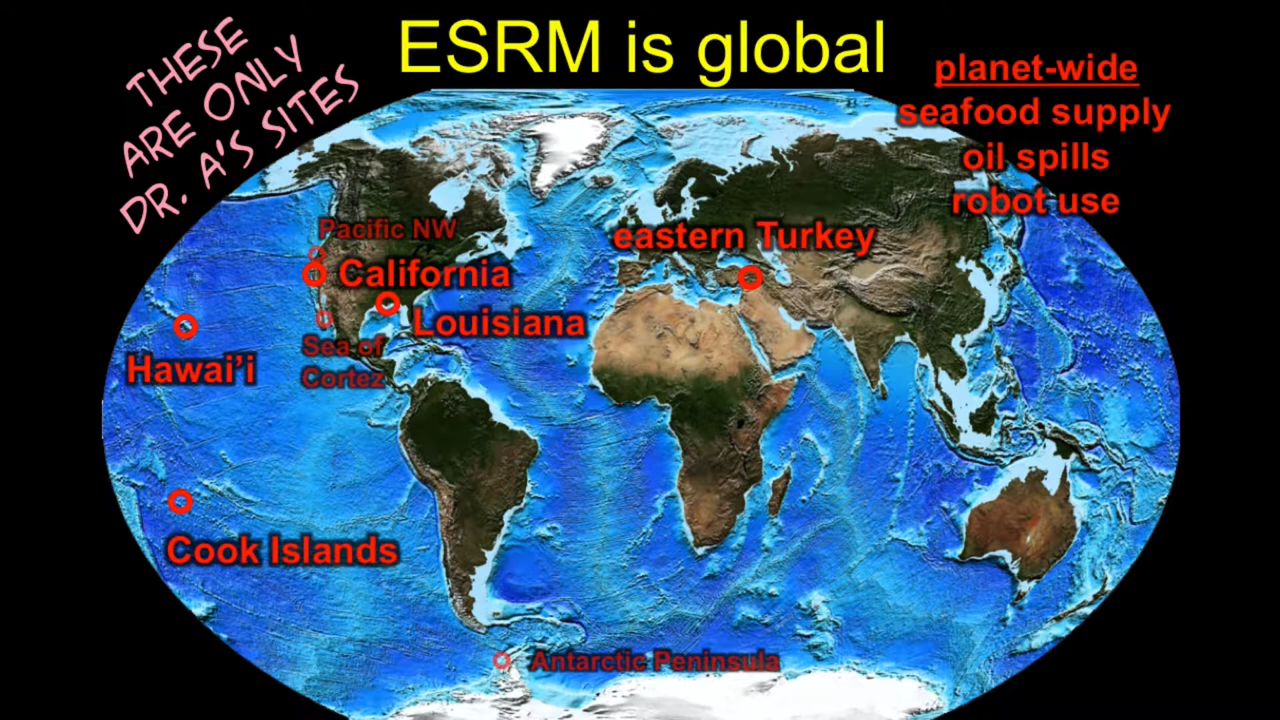 ESRM is global
THESE
ARE ONLY
DR. A'S SITES
planet-wide
seafood supply
oil spills
robot use
Pacific NW
eastern Turkey
California
Louisiana
Sea of
Cortez
Hawai’i
Cook Islands
Antarctic Peninsula